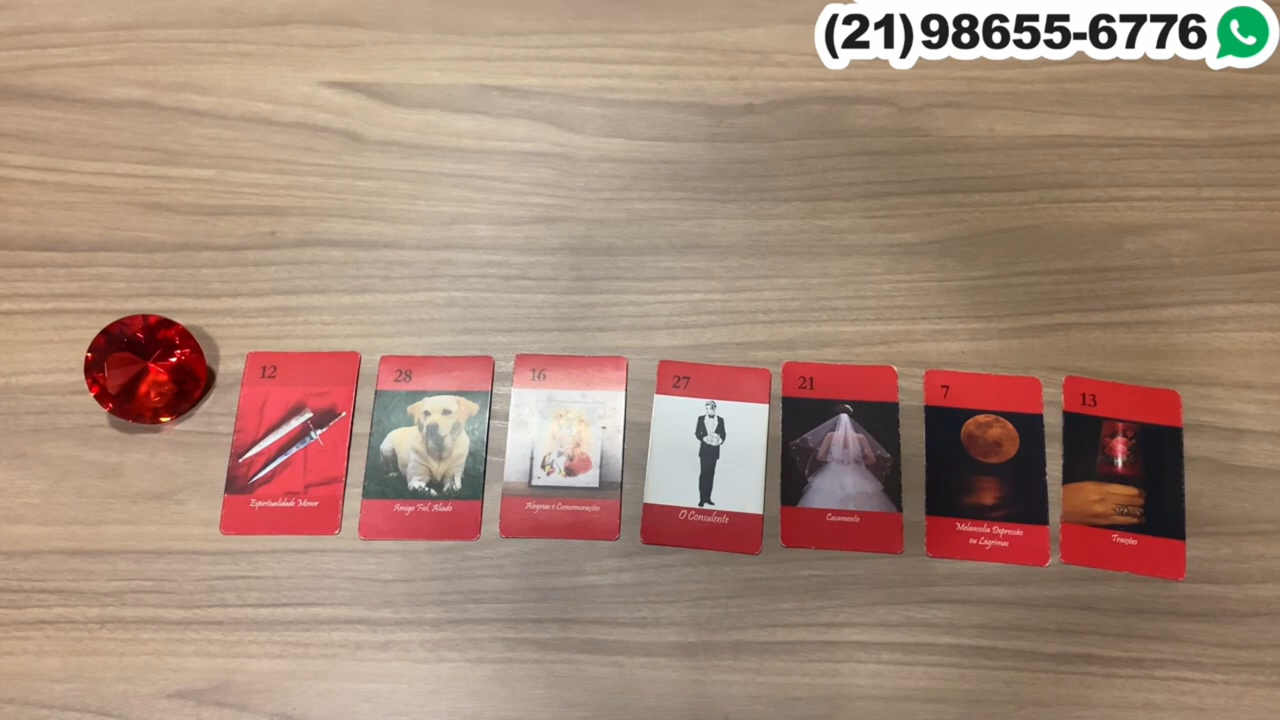 (21)98655-6776
12
Espiritualidade Menor
28
Amigo Fiel, Aliado
16
Alegrias e Comemorações
27
O Consulente
21
Casamento
7
Melancolia Depressão
ou Lágrimas
13
Traições